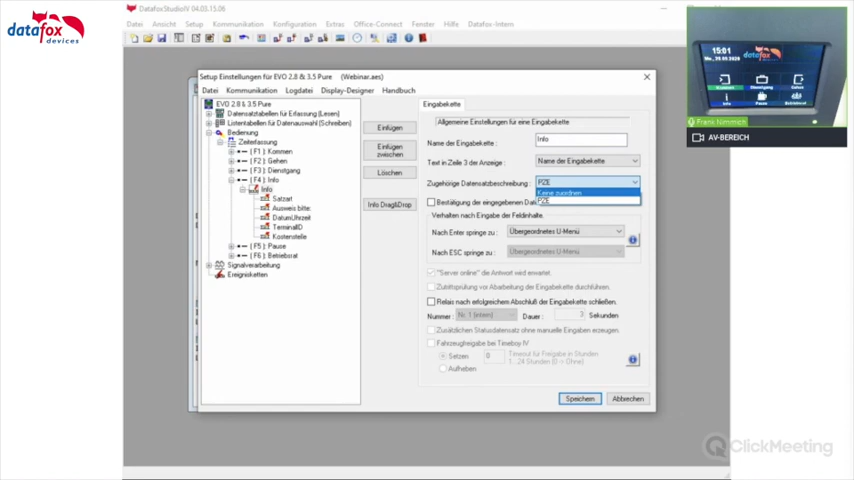 datafox
devices
DatafoxStudioIV 04.03.15.06
Datei Ansicht Setup Kommunikation Konfiguration Extras Office-Connect Fenster Hilfe Datafox-Intern
Setup Einstellungen für EVO 2.8 & 3.5 Pure (Webinar.aes)
Datei Kommunikation Logdatei Display-Designer Handbuch
EVO 2.8 & 3.5 Pure
Datensatztabellen für Erfassung (Lesen)
Listentabellen für Datenauswahl (Schreiben)
Bedienung
Zeiterfassung
[F1]: Kommen
[F2]: Gehen
[F3]: Dienstgang
[F4]: Info
Info
Satzart
Ausweis bitte:
DatumUhrzeit
TerminalID
Kostenstelle
[F5]: Pause
[F6]: Betriebsrat
Signalverarbeitung
Ereignisketten
Einfügen
Einfügen
zwischen
Löschen
Info Drag&Drop
Eingabekette
Allgemeine Einstellungen für eine Eingabekette
Name der Eingabekette: Info
Text in Zeile 3 der Anzeige: Name der Eingabekette
Zugehörige Datensatzbeschreibung: PZE
Keine zuordnen
PZE
Bestätigung der eingegebenen Dat
Verhalten nach Eingabe der Feldinhalte.
Nach Enter springe zu: Übergeordnetes U-Menü
Nach ESC springe zu: Übergeordnetes U-Menü
"Server online" die Antwort wird erwartet.
Zutrittsprüfung vor Abarbeitung der Eingabekette durchführen.
Relais nach erfolgreichem Abschluß der Eingabekette schließen.
Nummer: Nr. 1 (intern) Dauer: 3 Sekunden
Zusätzlichen Statusdatensatz ohne manuelle Eingaben erzeugen.
Fahrzeugfreigabe bei Timeboy IV
Setzen 0 Timeout für Freigabe in Stunden
1...24 Stunden (0 -> Ohne)
Aufheben
Speichern Abbrechen
15:01
datafox
Kommen Dienstgang Gehen
Info Pause Betriebsrat
Frank Nimmich
AV-BEREICH
ClickMeeting